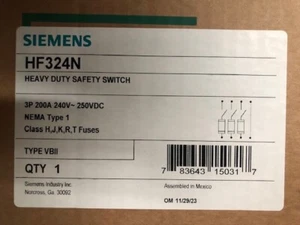 SIEMENS
HF324N
HEAVY DUTY SAFETY SWITCH
3P 200A 240V~ 250VDC
NEMA Type 1
Class H,J,K,R,T Fuses
TYPE VBII
QTY 1
7 83643 15031 7
Siemens Industry Inc.
Norcross, Ga 30092
Assembled in Mexico
OM 11/29/23